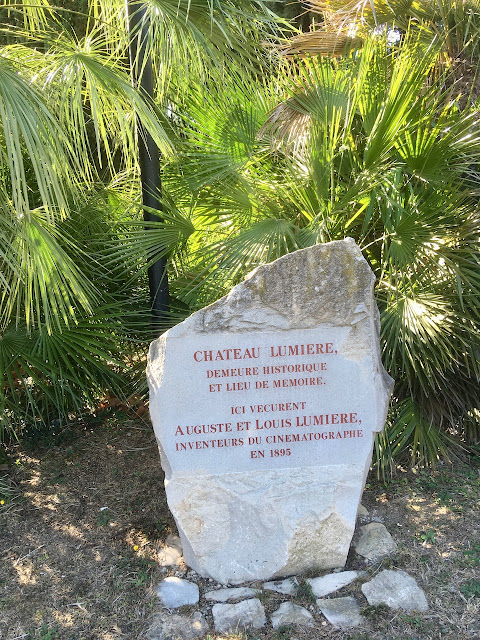 CHATEAU LUMIERE,
DEMEURE HISTORIQUE
ET LIEU DE MEMOIRE.
ICI VECURENT
AUGUSTE ET LOUIS LUMIERE,
INVENTEURS DU CINEMATOGRAPHE
EN 1895